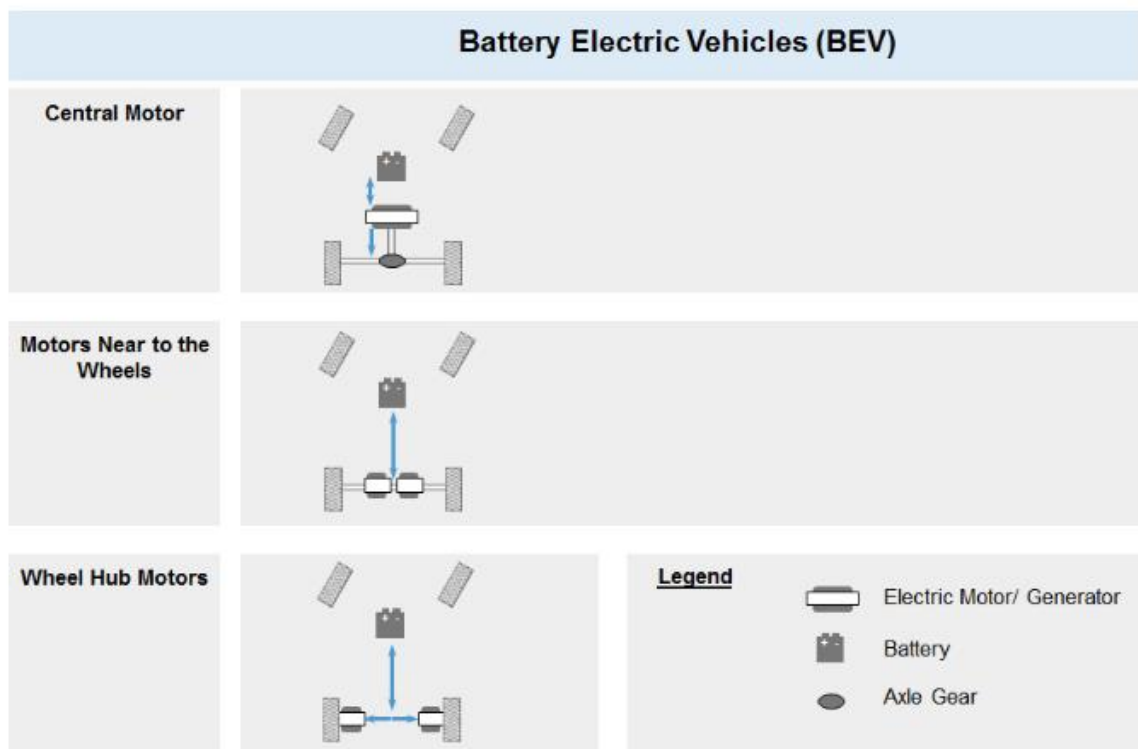 Battery Electric Vehicles (BEV)
Central Motor
Motors Near to the
Wheels
Wheel Hub Motors
Legend
Electric Motor/ Generator
Battery
Axle Gear